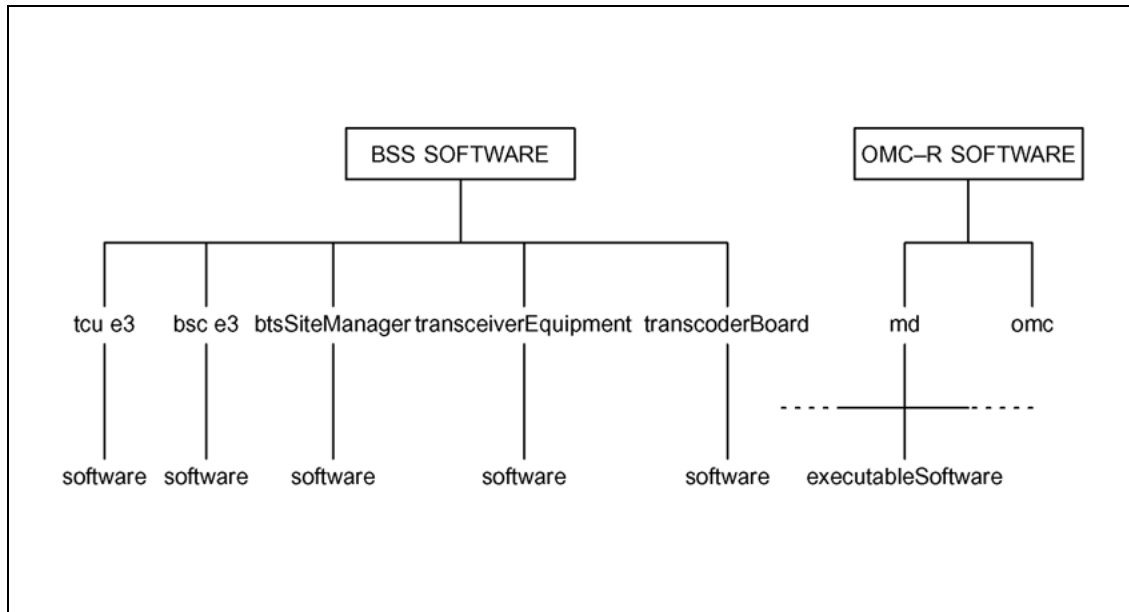 BSS SOFTWARE
OMC–R SOFTWARE
tcu e3 bsc e3 btsSiteManager transceiverEquipment transcoderBoard md omc
software software software software software executableSoftware